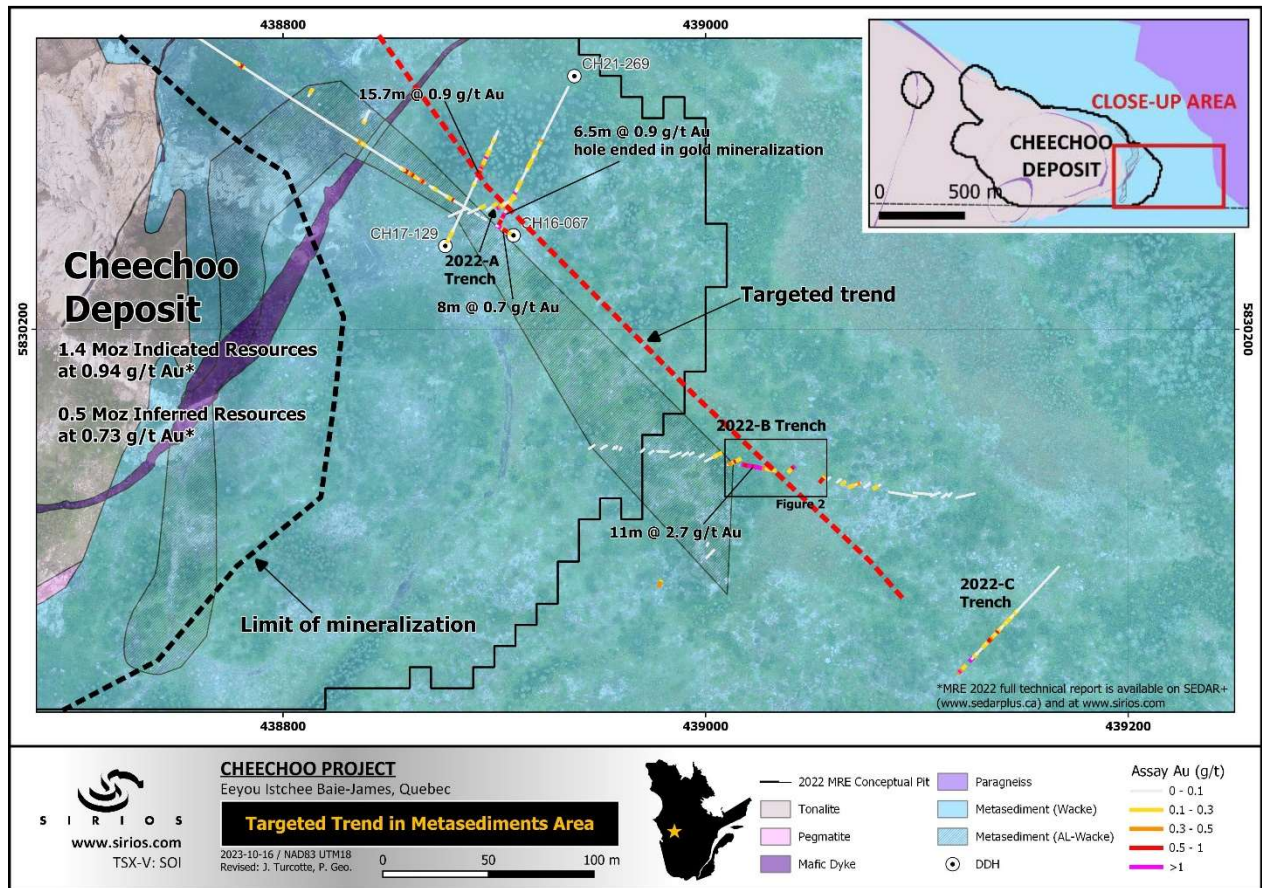 438800
439000
CH21-269
15.7m @ 0.9 g/t Au
6.5m @ 0.9 g/t Au
hole ended in gold mineralization
CLOSE-UP AREA
CHEECHOO
DEPOSIT
0 500 m
CH17-129
CH16-067
2022-A
Trench
8m @ 0.7 g/t Au
Cheechoo
Deposit
1.4 Moz Indicated Resources
at 0.94 g/t Au*
0.5 Moz Inferred Resources
at 0.73 g/t Au*
Targeted trend
5830200
5830200
2022-B Trench
Figure 2
11m @ 2.7 g/t Au
2022-C
Trench
Limit of mineralization
*MRE 2022 full technical report is available on SEDAR+
(www.sedarplus.ca) and at www.sirios.com
438800
439000
439200
SIRIOS
www.sirios.com
TSX-V: SOI
CHEECHOO PROJECT
Eeyou Istchee Baie-James, Quebec
Targeted Trend in Metasediments Area
2023-10-16 / NAD83 UTM18
Revised: J. Turcotte, P. Geo.
0 50 100 m
2022 MRE Conceptual Pit
Tonalite
Pegmatite
Mafic Dyke
Paragneiss
Metasediment (Wacke)
Metasediment (AL-Wacke)
DDH
Assay Au (g/t)
0 - 0.1
0.1 - 0.3
0.3 - 0.5
0.5 - 1
>1